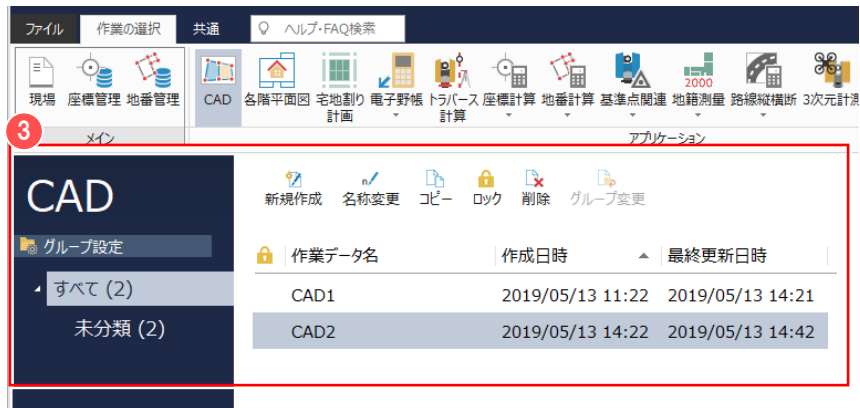 ファイル 作業の選択 共通 ヘルプ・FAQ検索
2000
現場 座標管理 地番管理 CAD 各階平面図 宅地割り計画 電子野帳 トラバース計算 座標計算 地番計算 基準点関連 地籍測量 路線縦横断 3次元計測
メイン アプリケーション
3
CAD
新規作成 名称変更 コピー ロック 削除 グループ変更
グループ設定
作業データ名 作成日時 最終更新日時
すべて (2)
CAD1 2019/05/13 11:22 2019/05/13 14:21
未分類 (2)
CAD2 2019/05/13 14:22 2019/05/13 14:42